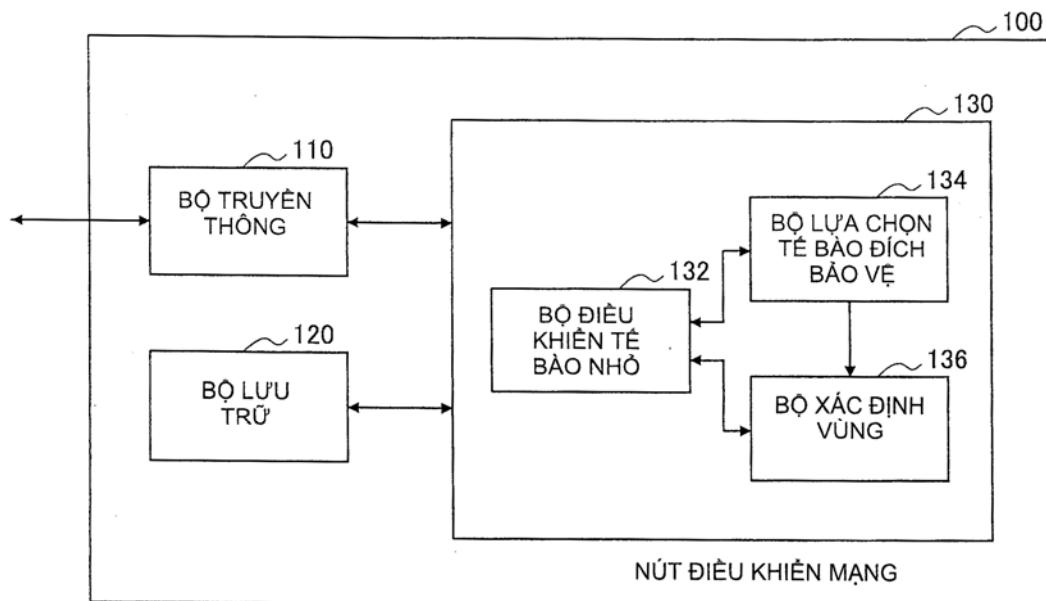 100
130
110
BỘ TRUYỀN
THÔNG
134
BỘ LỰA CHỌN
TẾ BÀO ĐÍCH
BẢO VỆ
132
BỘ ĐIỀU
KHIỂN TẾ
BÀO NHỎ
120
BỘ LƯU
TRỮ
136
BỘ XÁC ĐỊNH
VÙNG
NÚT ĐIỀU KHIỂN MẠNG